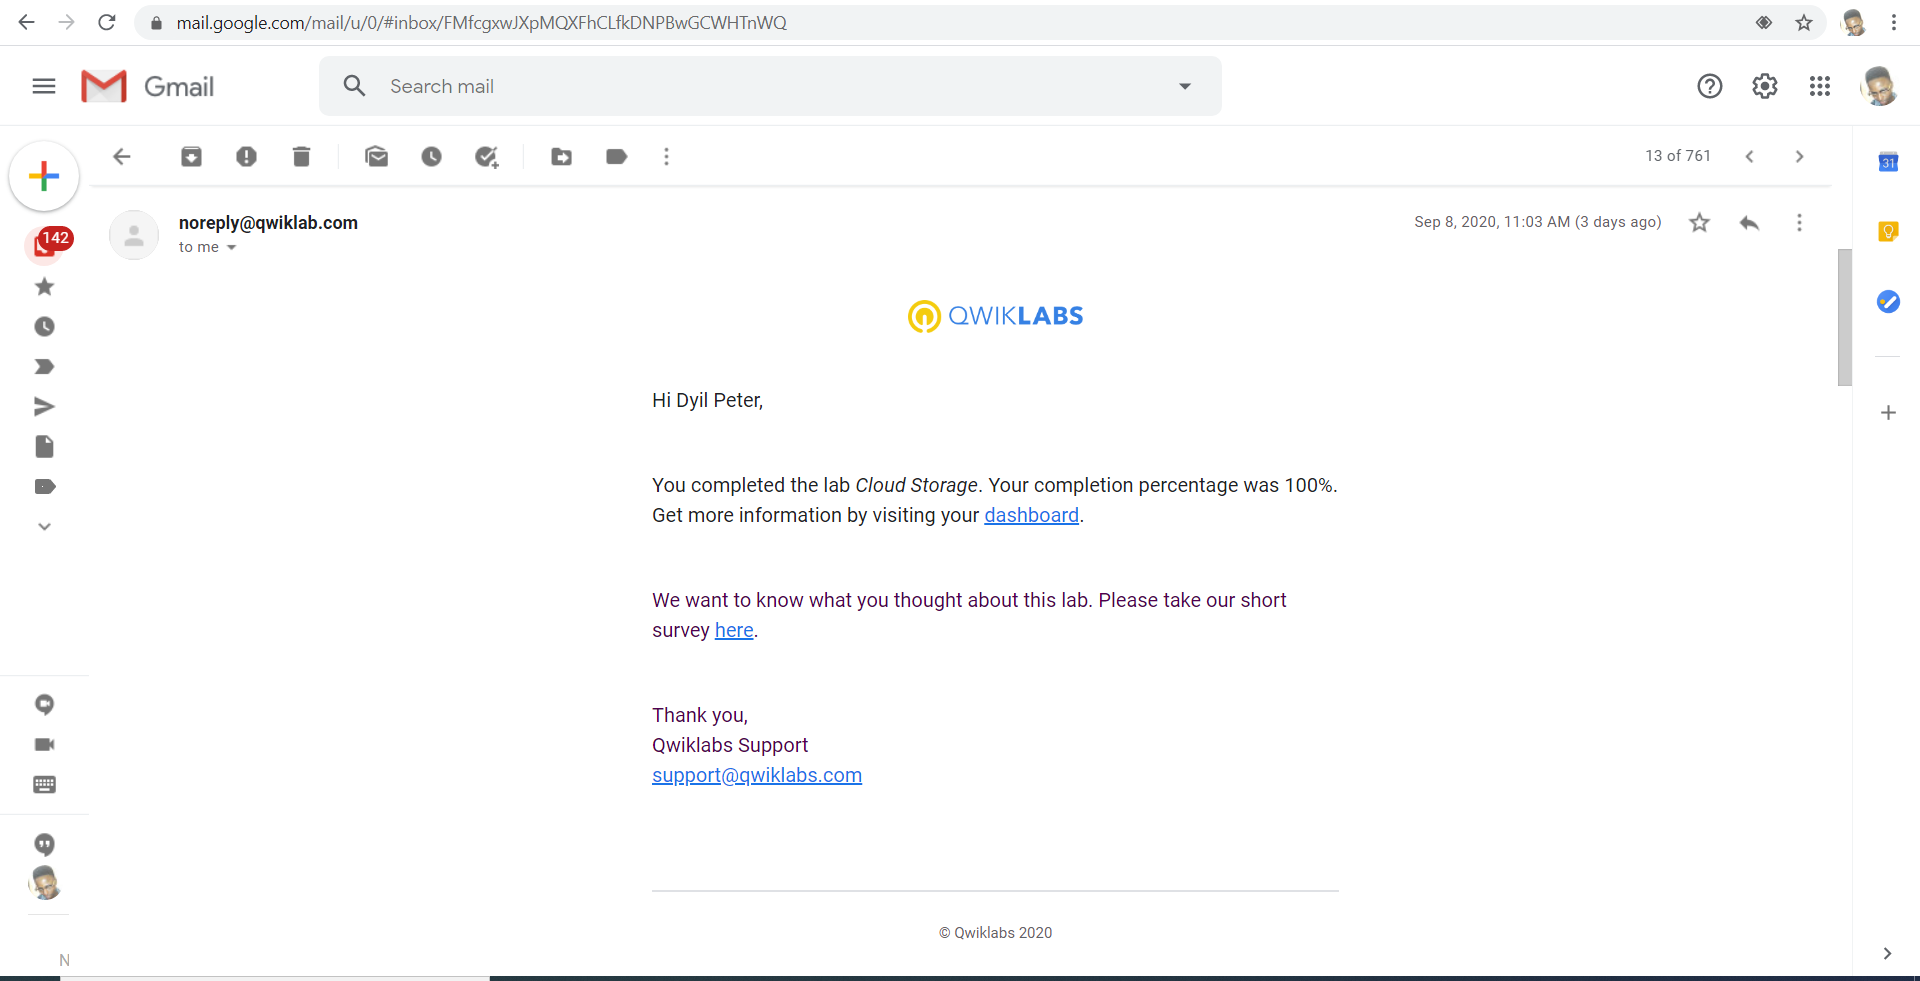 mail.google.com/mail/u/0/#inbox/FMfcgxwJXpMQXFhCLfkDNPBwGCWHTnWQ
Gmail
Search mail
13 of 761
31
142
noreply@qwiklab.com
Sep 8, 2020, 11:03 AM (3 days ago)
to me
QWIKLABS
Hi Dyil Peter,
You completed the lab Cloud Storage. Your completion percentage was 100%.
Get more information by visiting your dashboard.
We want to know what you thought about this lab. Please take our short
survey here.
Thank you,
Qwiklabs Support
support@qwiklabs.com
© Qwiklabs 2020
N